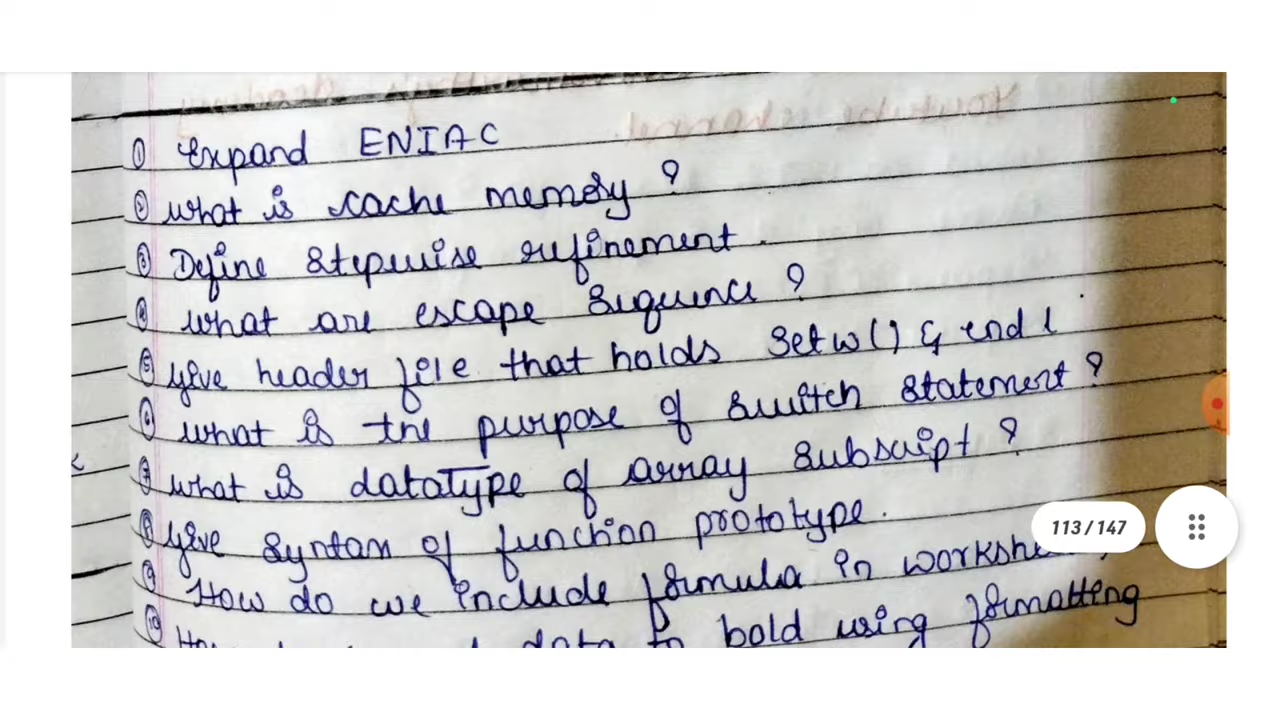 ① Expand ENIAC
② what is cache memory ?
③ Define stepwise refinement.
④ what are escape sequence ?
⑤ give header file that holds setw() & endl
⑥ what is the purpose of switch statement ?
⑦ what is datatype of array subscript ?
⑧ give syntax of function prototype.
113/147
⑨ How do we include formula in
⑩ data to bold using formatting